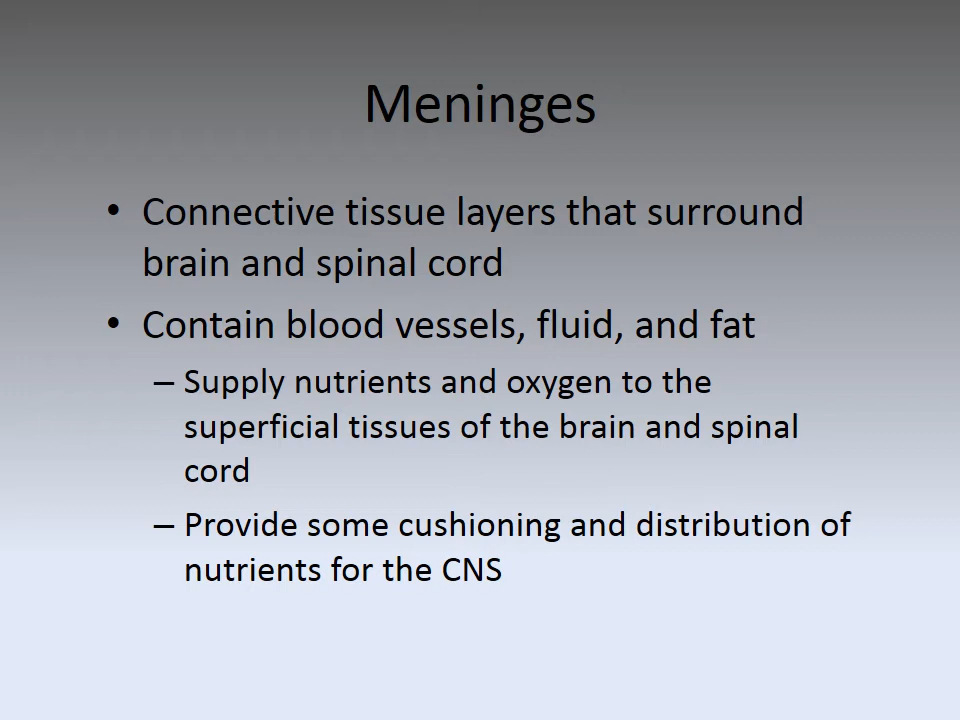 Meninges
• Connective tissue layers that surround
brain and spinal cord
• Contain blood vessels, fluid, and fat
– Supply nutrients and oxygen to the
superficial tissues of the brain and spinal
cord
– Provide some cushioning and distribution of
nutrients for the CNS